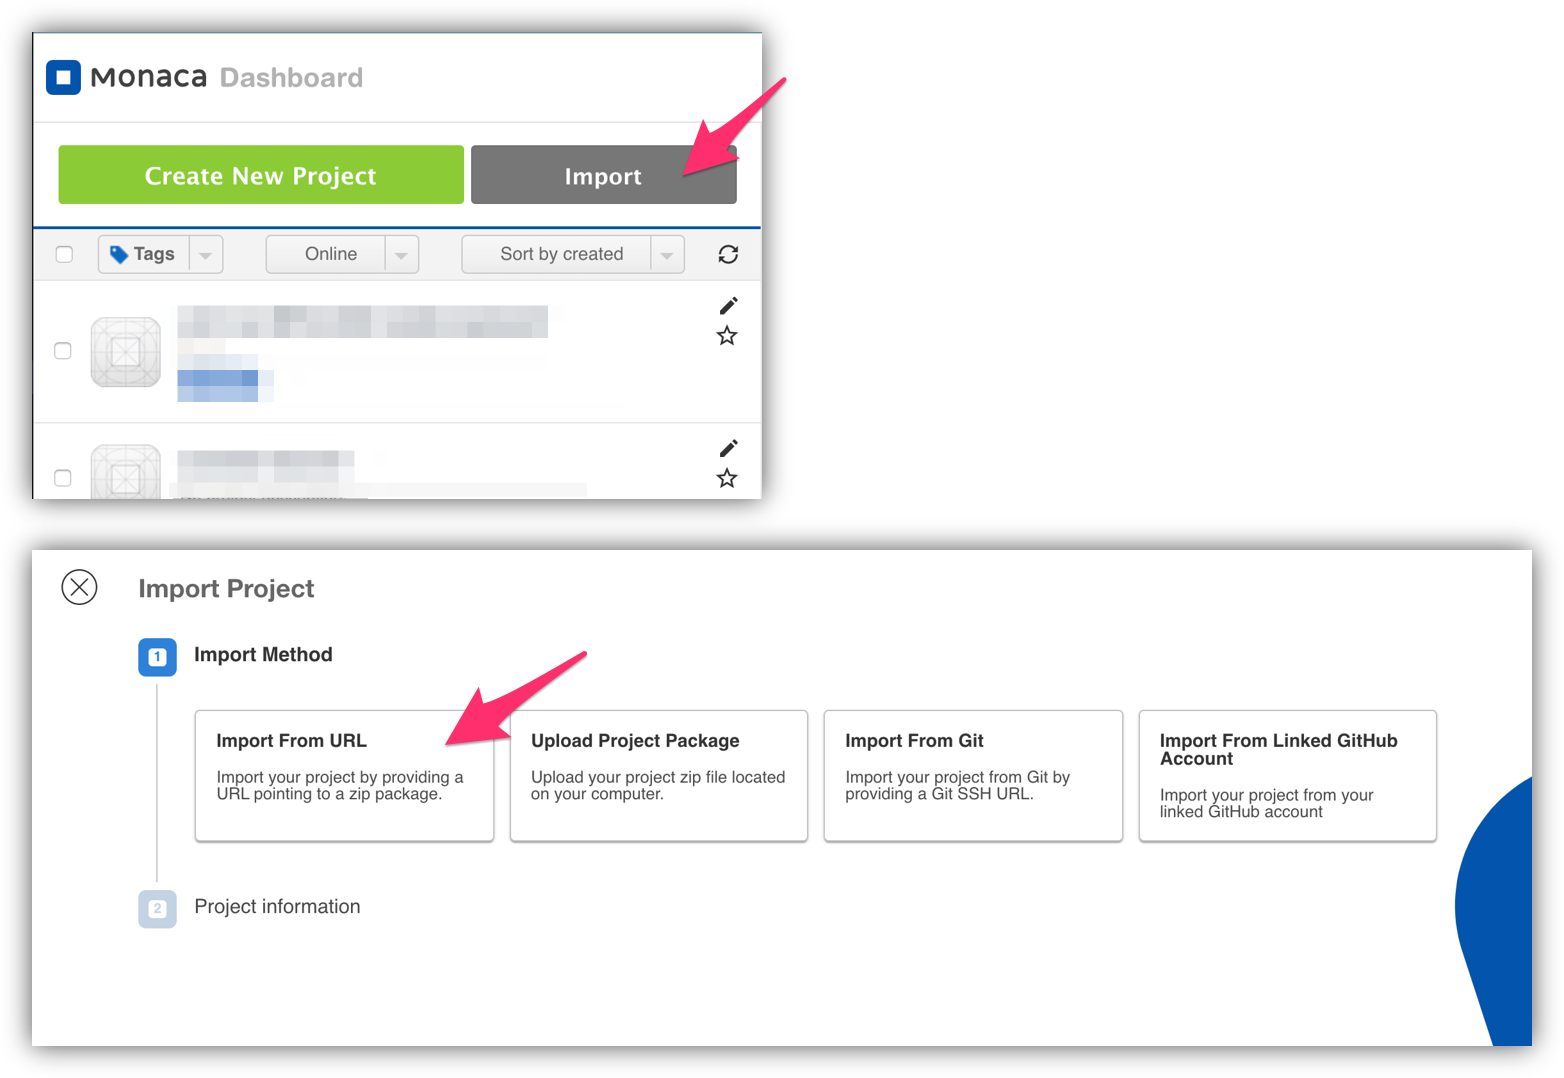 Monaca Dashboard
Create New Project
Import
Tags
Online
Sort by created
Import Project
1
Import Method
Import From URL
Import your project by providing a
URL pointing to a zip package.
Upload Project Package
Upload your project zip file located
on your computer.
Import From Git
Import your project from Git by
providing a Git SSH URL.
Import From Linked GitHub
Account
Import your project from your
linked GitHub account
2
Project information